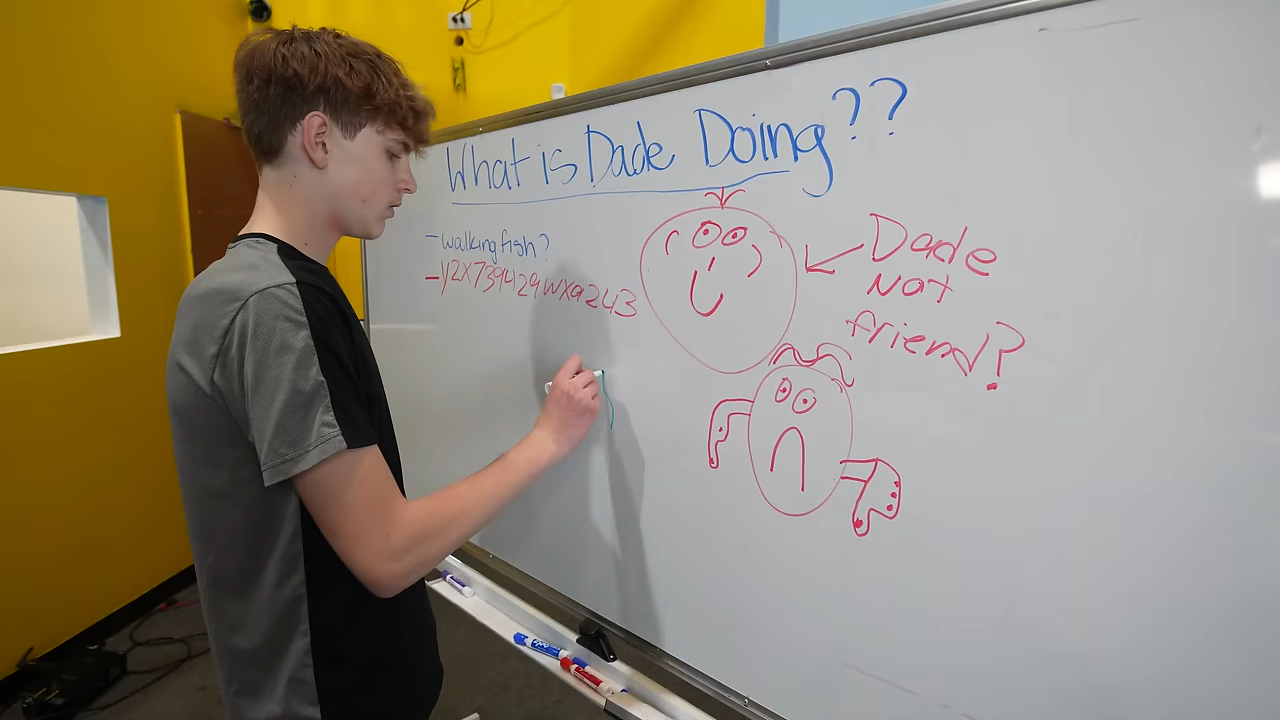 What is Dade Doing??
- walking fish?
- y2x739429wxa243
Dade
Not
friend?